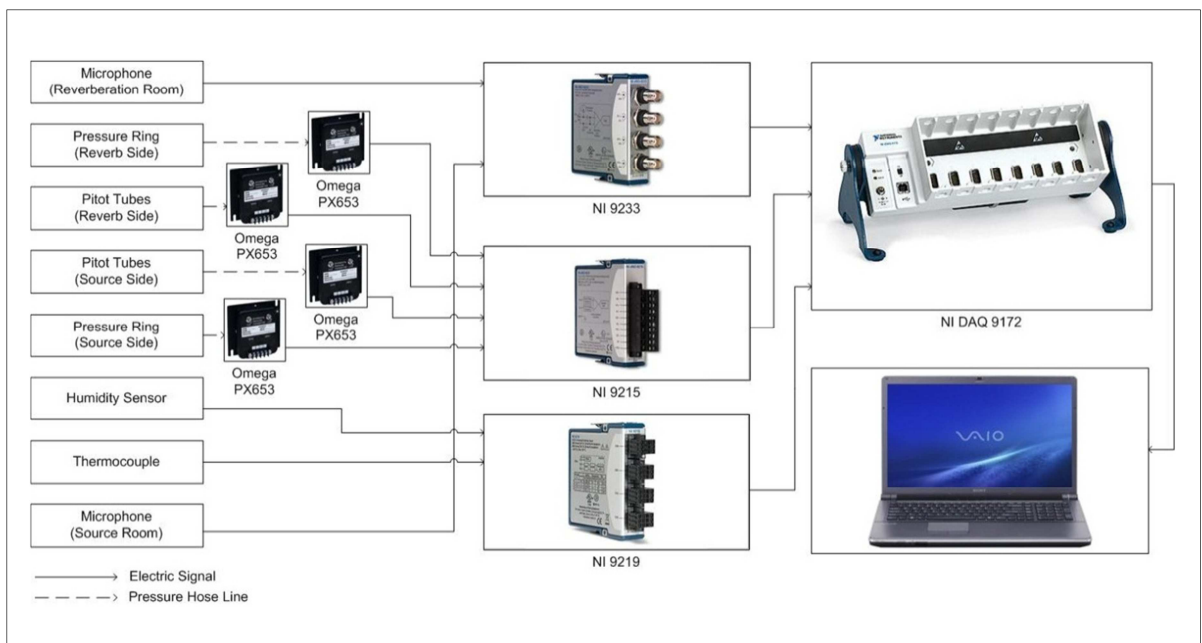 Microphone
(Reverberation Room)
Pressure Ring
(Reverb Side)
Omega
PX653
Pitot Tubes
(Reverb Side)
Omega
PX653
Pitot Tubes
(Source Side)
Omega
PX653
Pressure Ring
(Source Side)
Omega
PX653
Humidity Sensor
Thermocouple
Microphone
(Source Room)
Electric Signal
Pressure Hose Line
NI 9233
NI 9215
NI 9219
NI DAQ 9172
VAIO